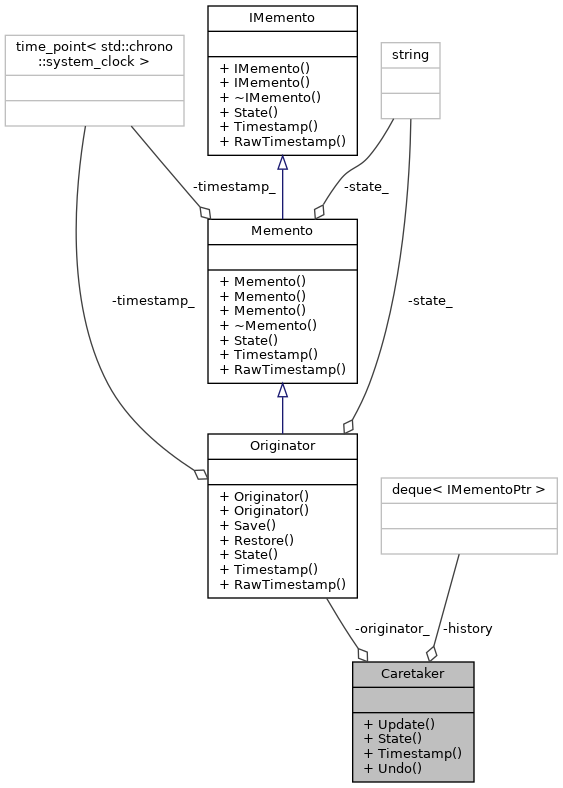 IMemento
+ IMemento()
+ IMemento()
+ ~IMemento()
+ State()
+ Timestamp()
+ RawTimestamp()
time_point< std::chrono
::system_clock >
string
-timestamp_
-state_
Memento
+ Memento()
+ Memento()
+ Memento()
+ ~Memento()
+ State()
+ Timestamp()
+ RawTimestamp()
-timestamp_
-state_
Originator
+ Originator()
+ Originator()
+ Save()
+ Restore()
+ State()
+ Timestamp()
+ RawTimestamp()
deque< IMementoPtr >
-originator_
-history
Caretaker
+ Update()
+ State()
+ Timestamp()
+ Undo()